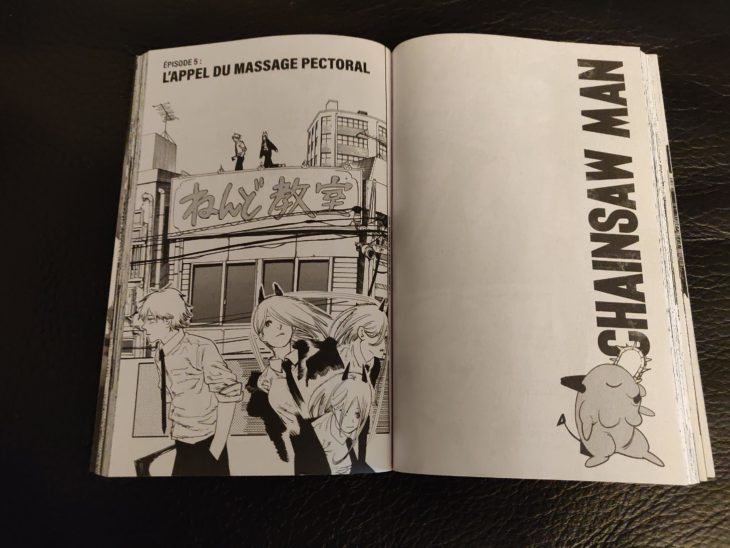 ÉPISODE 5 :
L'APPEL DU MASSAGE PECTORAL
ねんど教室
CHAINSAW MAN